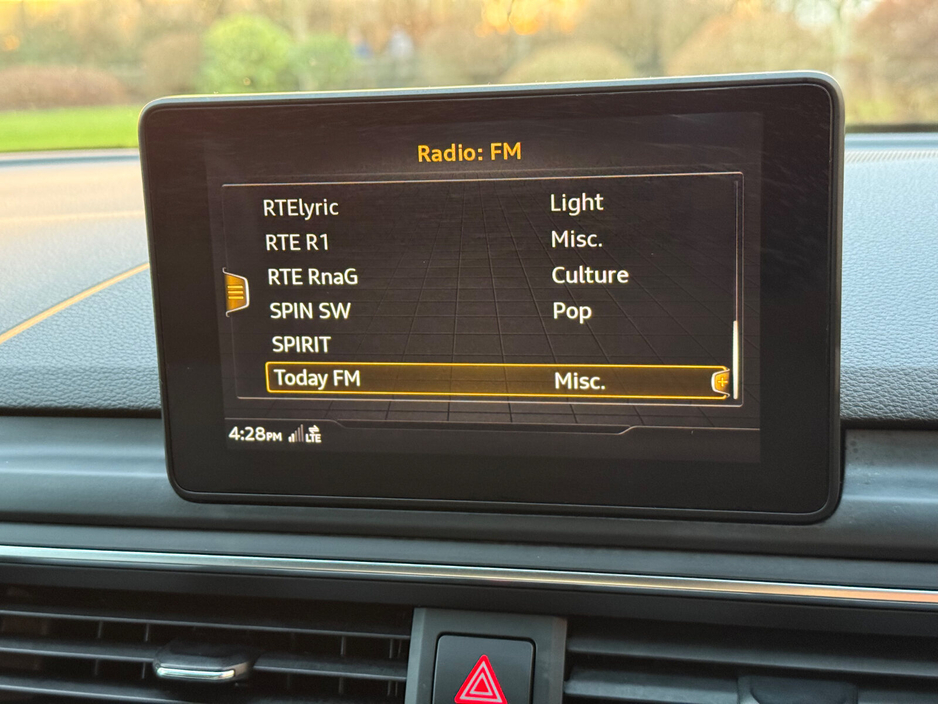 Radio: FM
RTElyric Light
RTE R1 Misc.
RTE RnaG Culture
SPIN SW Pop
SPIRIT
Today FM Misc.
4:28PM LTE